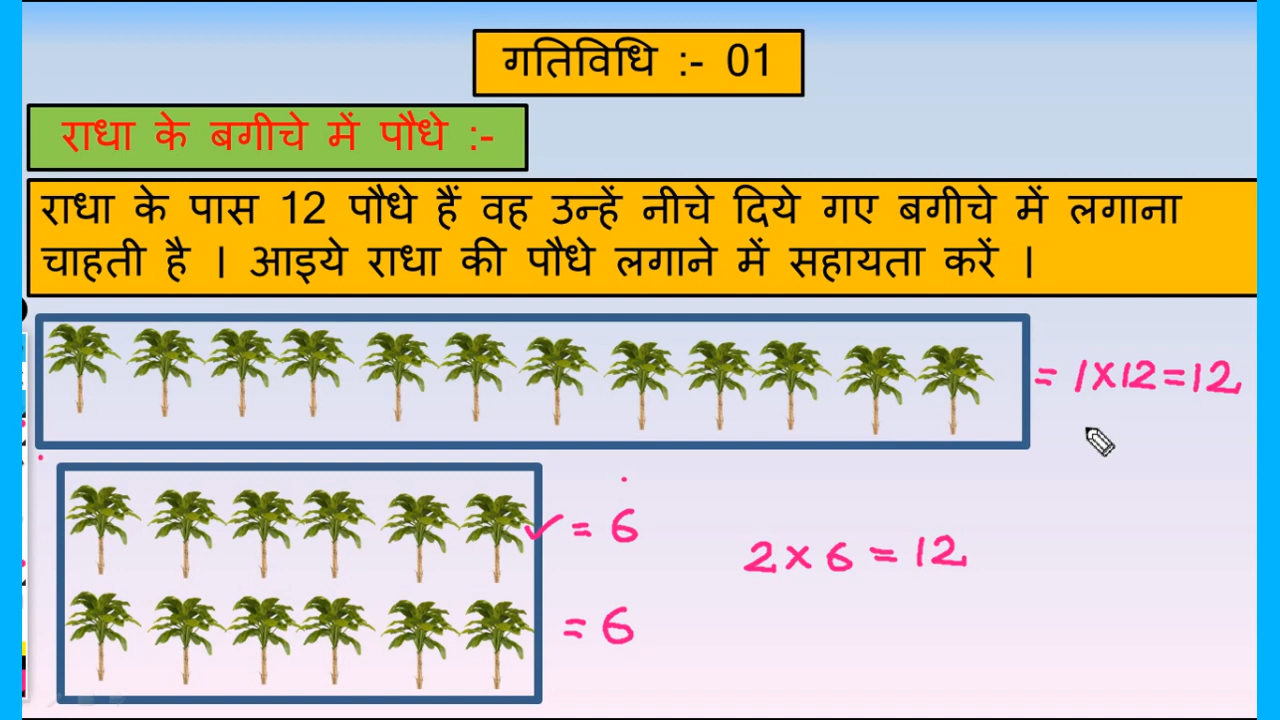 गतिविधि :- 01
राधा के बगीचे में पौधे :-
राधा के पास 12 पौधे हैं वह उन्हें नीचे दिये गए बगीचे में लगाना
चाहती है । आइये राधा की पौधे लगाने में सहायता करें ।
= 1×12=12
= 6
2×6=12
= 6